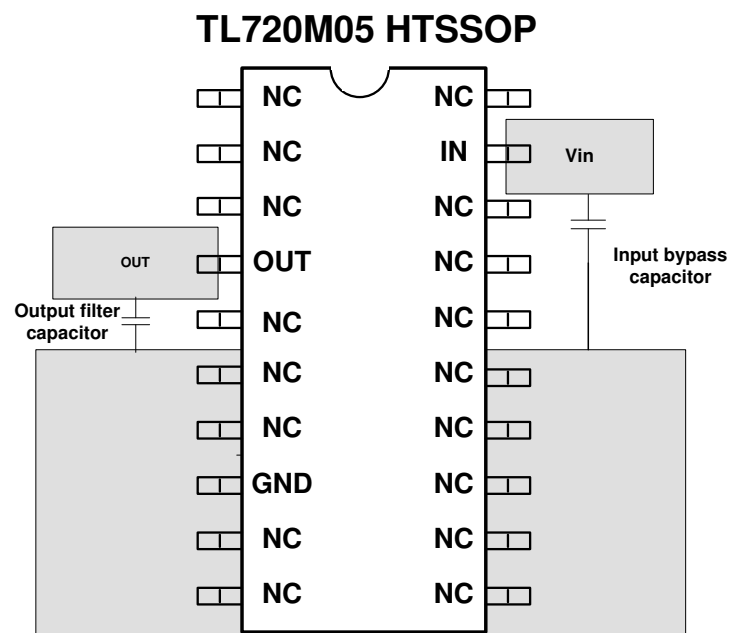 TL720M05 HTSSOP
NC NC
NC IN Vin
NC NC
OUT OUT NC
Input bypass
capacitor
Output filter
capacitor
NC NC
NC NC
NC NC
GND NC
NC NC
NC NC